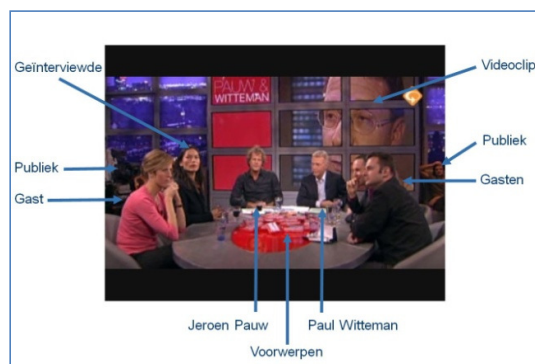 Geïnterviewde
Videoclip
PAUW &
WITTEMAN
Publiek
Publiek
Gast
Gasten
Jeroen Pauw
Paul Witteman
Voorwerpen